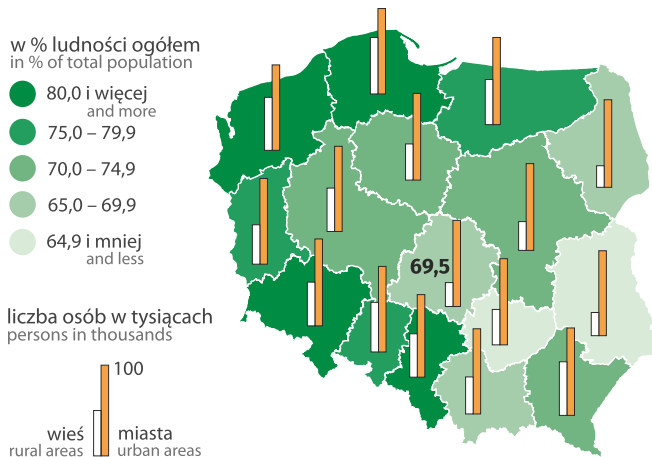 w % ludności ogółem
in % of total population
80,0 i więcej
and more
75,0 – 79,9
70,0 – 74,9
65,0 – 69,9
64,9 i mniej
and less
69,5
liczba osób w tysiącach
persons in thousands
100
wieś
rural areas
miasta
urban areas